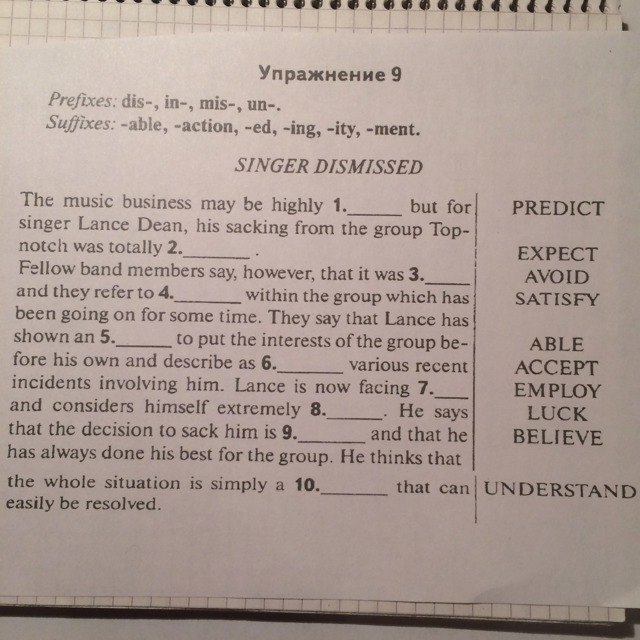 Упражнение 9
Prefixes: dis-, in-, mis-, un-.
Suffixes: -able, -action, -ed, -ing, -ity, -ment.
SINGER DISMISSED
The music business may be highly 1.______ but for PREDICT
singer Lance Dean, his sacking from the group Top-
notch was totally 2.________ . EXPECT
Fellow band members say, however, that it was 3._____ AVOID
and they refer to 4.________ within the group which has SATISFY
been going on for some time. They say that Lance has
shown an 5.______ to put the interests of the group be- ABLE
fore his own and describe as 6.________ various recent ACCEPT
incidents involving him. Lance is now facing 7.____ EMPLOY
and considers himself extremely 8.______. He says LUCK
that the decision to sack him is 9.________ and that he BELIEVE
has always done his best for the group. He thinks that
the whole situation is simply a 10.________ that can UNDERSTAND
easily be resolved.